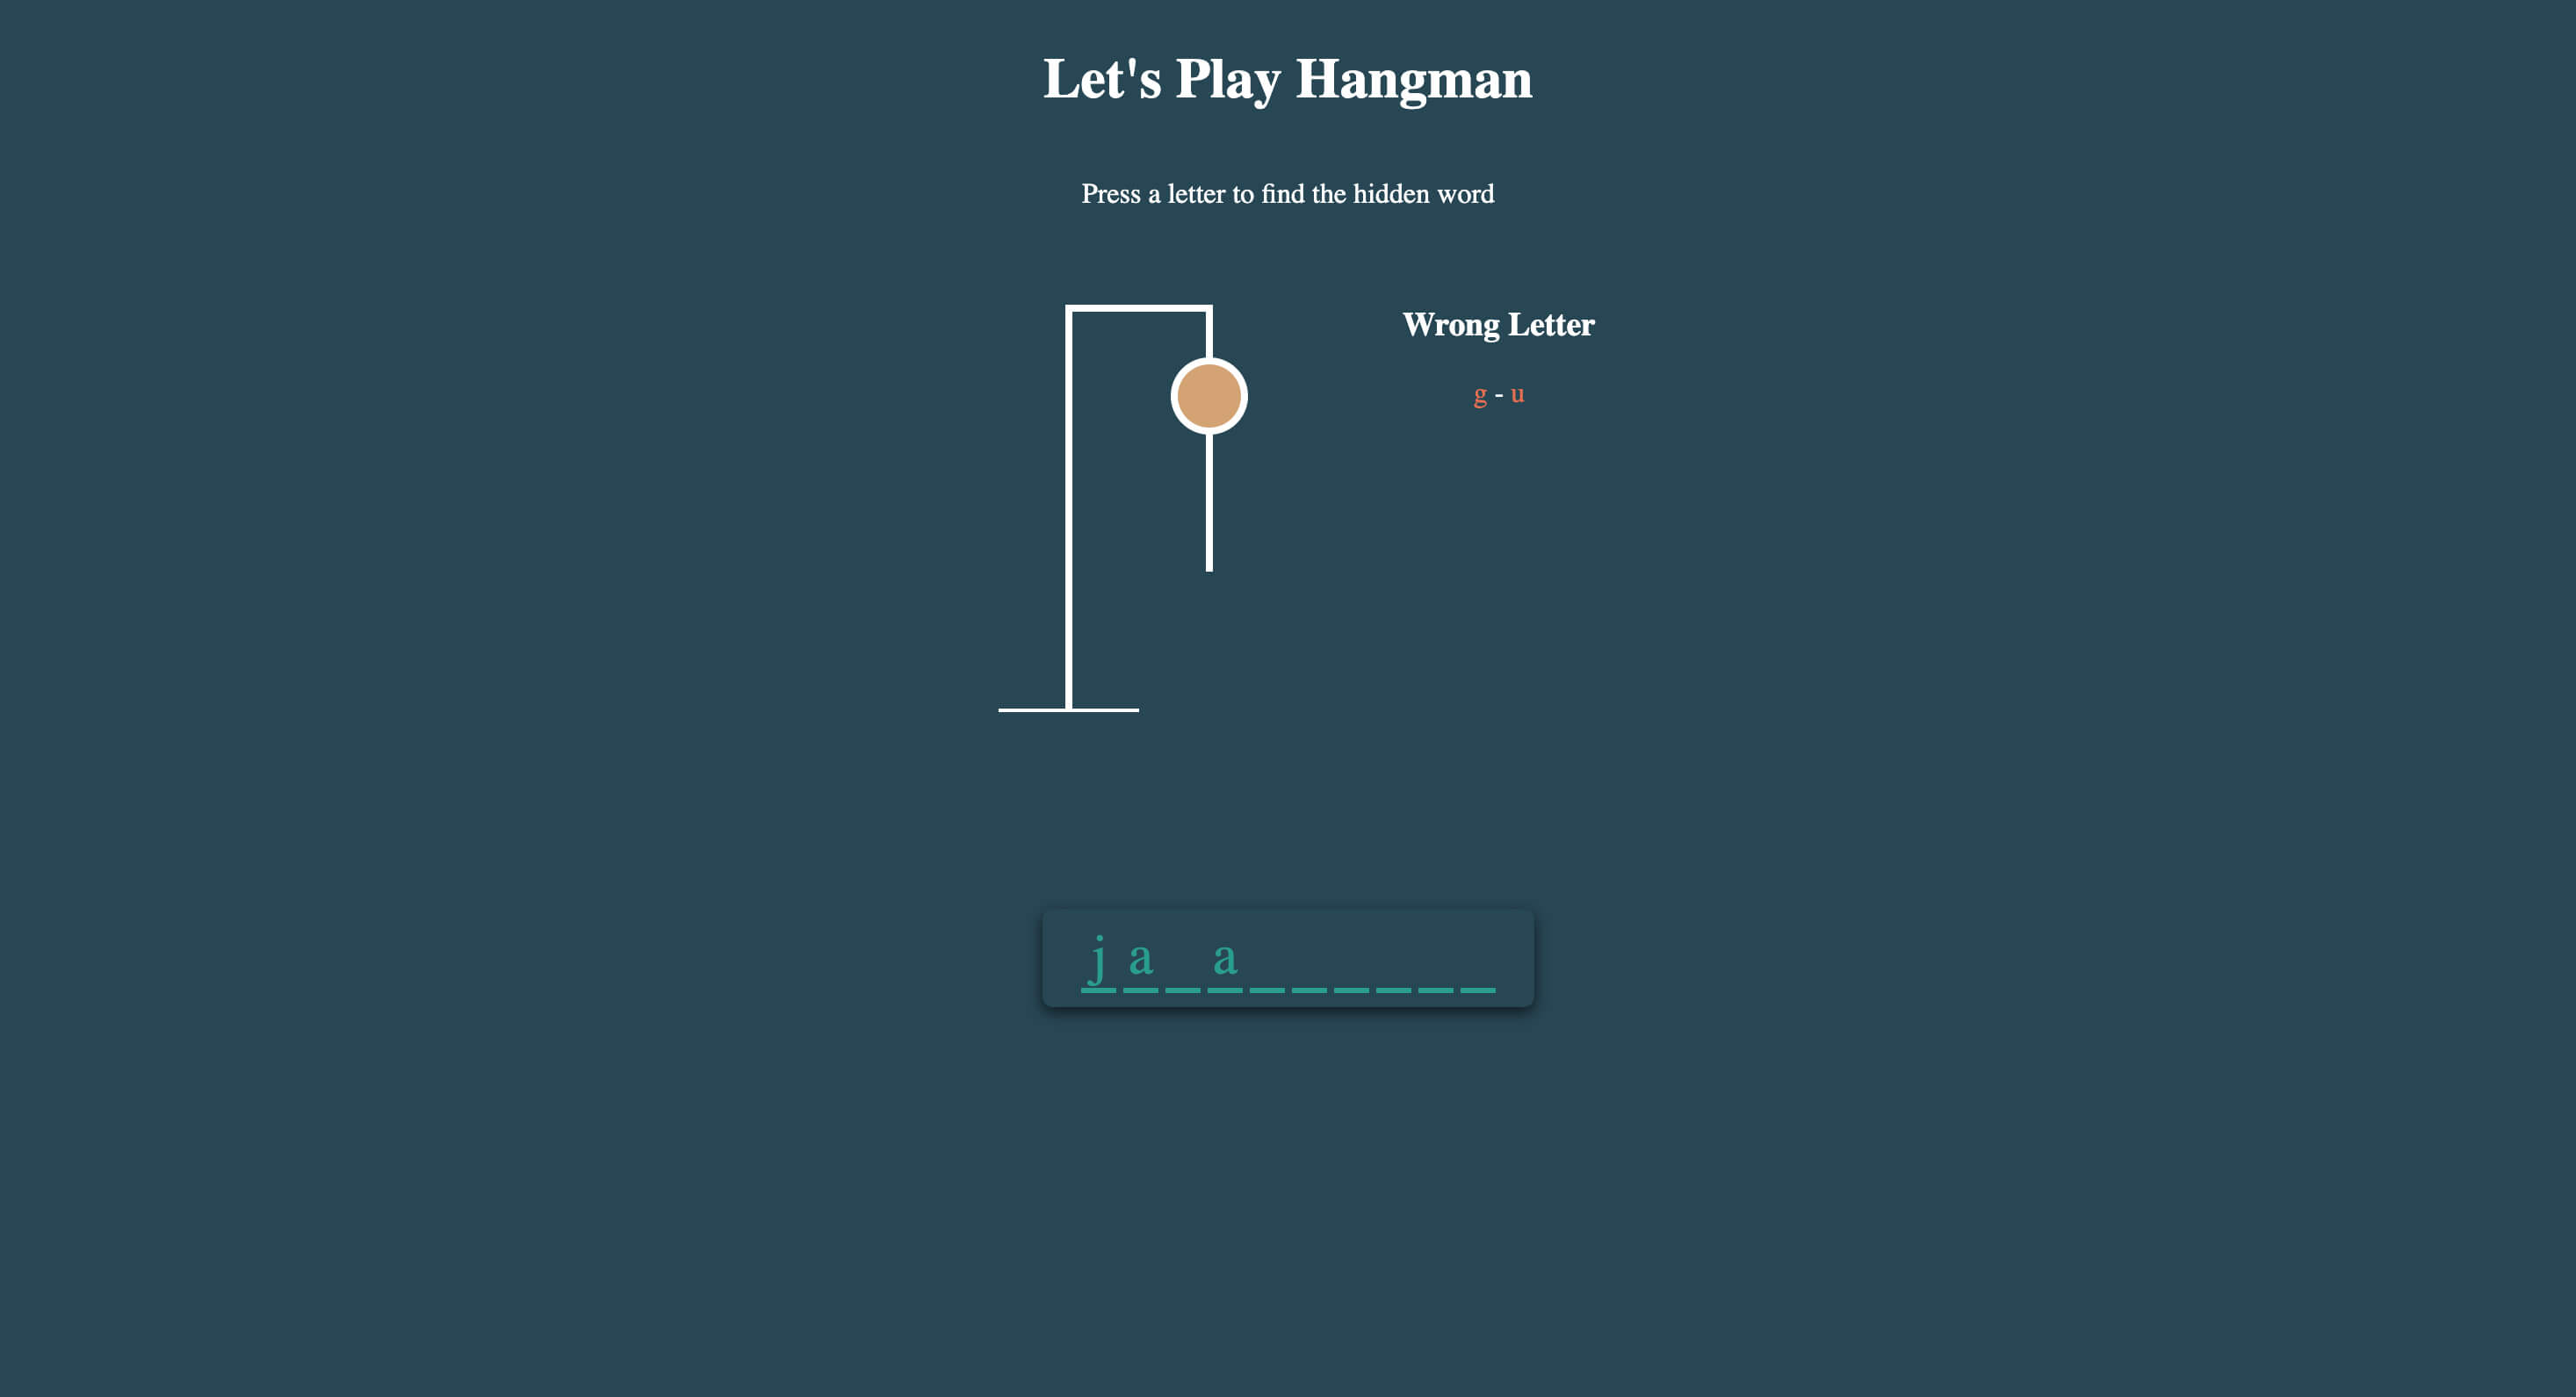 Let's Play Hangman
Press a letter to find the hidden word
Wrong Letter
g - u
j a _ a _ _ _ _ _ _